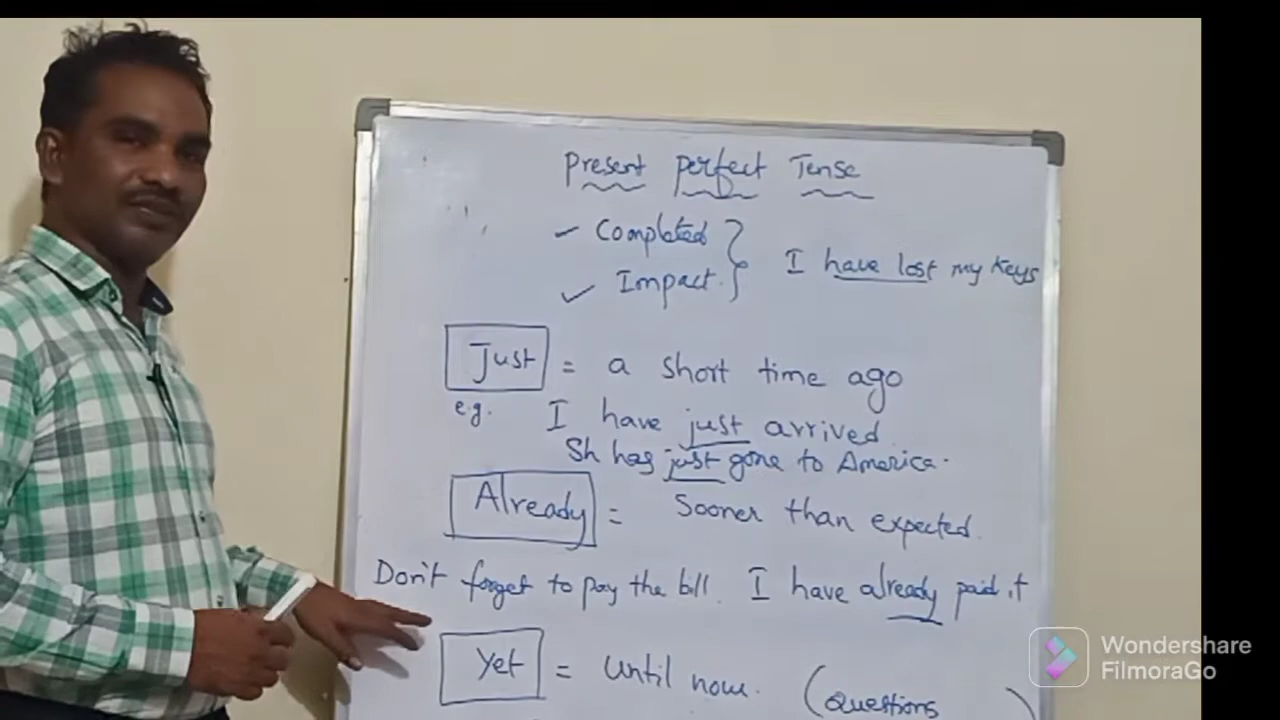 Present perfect Tense
Completed
Impact.
I have lost my keys
Just = a short time ago
e.g. I have just arrived
Sh has just gone to America.
Already = Sooner than expected.
Don't forget to pay the bill. I have already paid it
Yet = Until now. (questions )
Wondershare
FilmoraGo